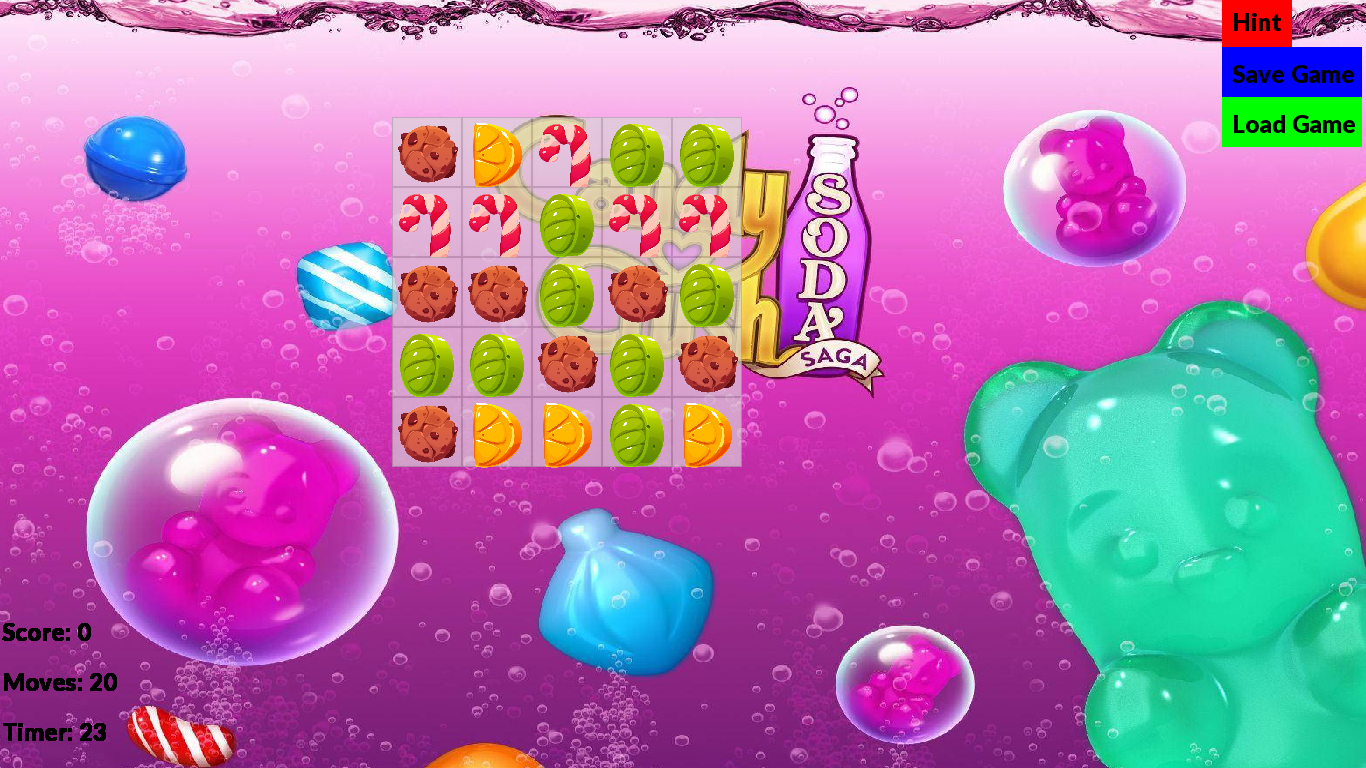 Hint
Save Game
Load Game
SODA
SAGA
Score: 0
Moves: 20
Timer: 23